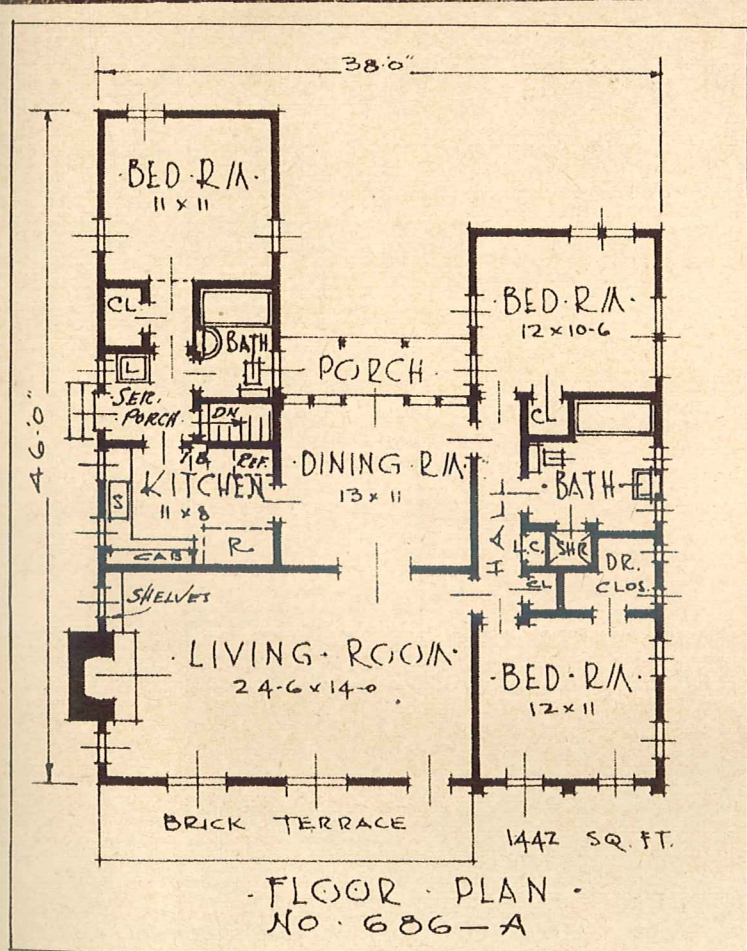 38'-0"
46'-0"
BED RM.
11 x 11
CL
BATH
L
SER.
PORCH
DN
PORCH
BED RM.
12 x 10-6
CL
REF.
KITCHEN
11 x 8
S
CAB
R
DINING RM.
13 x 11
HALL
BATH
L.C.
SHR
CL
DR.
CLOS.
SHELVES
LIVING ROOM
24-6 x 14-0
BED RM.
12 x 11
BRICK TERRACE
1442 SQ. FT.
FLOOR PLAN
NO. 686-A